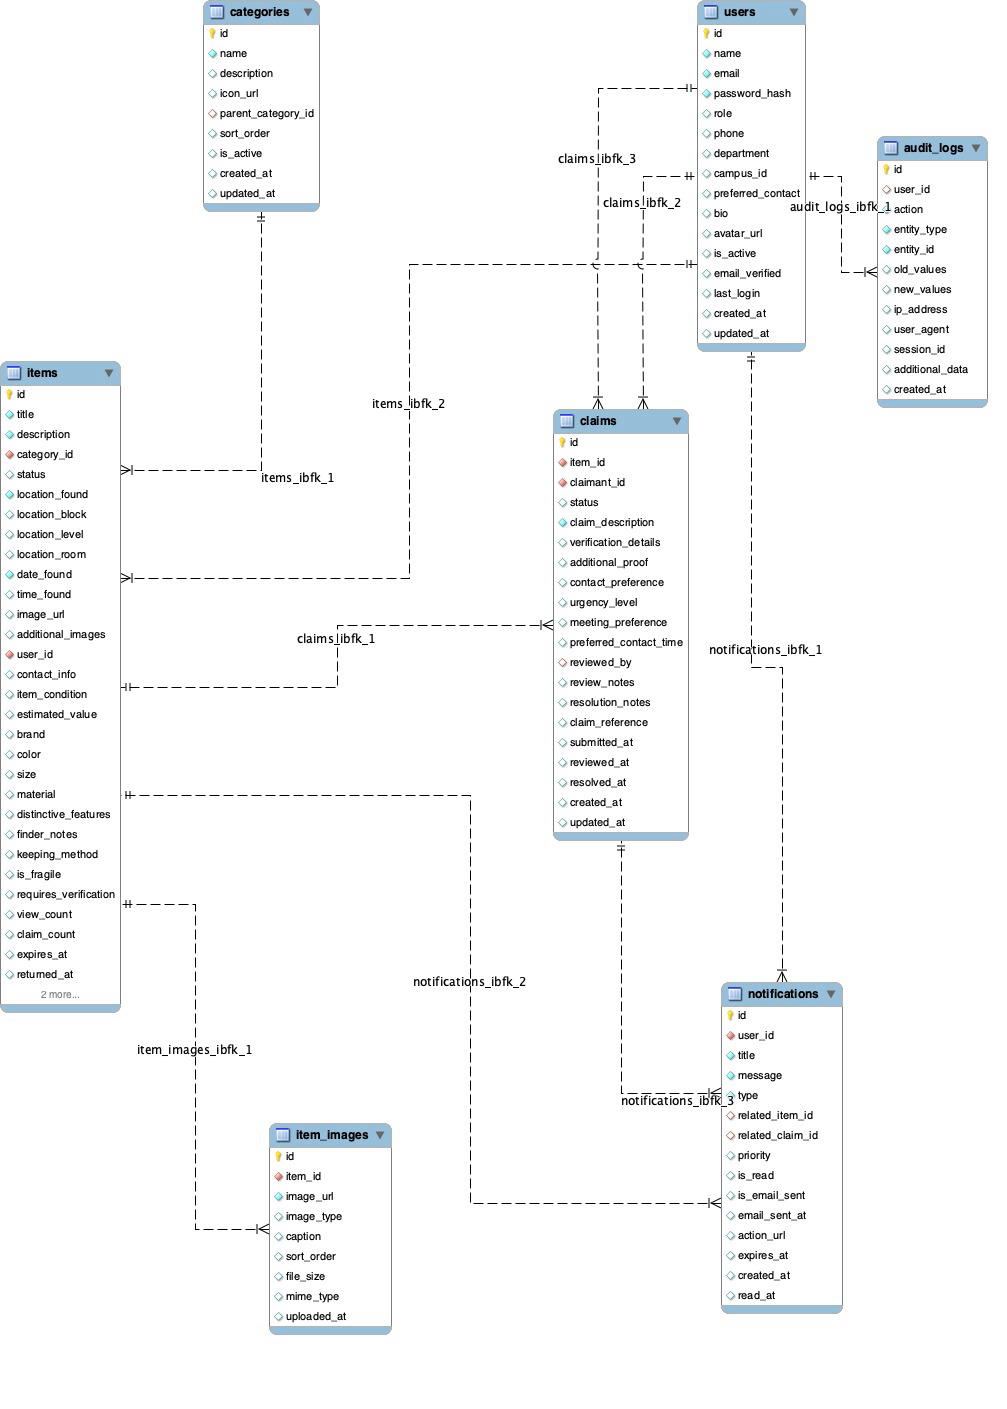 categories
id
name
description
icon_url
parent_category_id
sort_order
is_active
created_at
updated_at
users
id
name
email
password_hash
role
phone
department
campus_id
preferred_contact
bio
avatar_url
is_active
email_verified
last_login
created_at
updated_at
audit_logs
id
user_id
action
entity_type
entity_id
old_values
new_values
ip_address
user_agent
session_id
additional_data
created_at
claims_ibfk_3
claims_ibfk_2
audit_logs_ibfk_1
items_ibfk_2
items_ibfk_1
items
id
title
description
category_id
status
location_found
location_block
location_level
location_room
date_found
time_found
image_url
additional_images
user_id
contact_info
item_condition
estimated_value
brand
color
size
material
distinctive_features
finder_notes
keeping_method
is_fragile
requires_verification
view_count
claim_count
expires_at
returned_at
2 more...
claims
id
item_id
claimant_id
status
claim_description
verification_details
additional_proof
contact_preference
urgency_level
meeting_preference
preferred_contact_time
reviewed_by
review_notes
resolution_notes
claim_reference
submitted_at
reviewed_at
resolved_at
created_at
updated_at
claims_ibfk_1
notifications_ibfk_1
notifications_ibfk_2
item_images_ibfk_1
notifications_ibfk_3
notifications
id
user_id
title
message
type
related_item_id
related_claim_id
priority
is_read
is_email_sent
email_sent_at
action_url
expires_at
created_at
read_at
item_images
id
item_id
image_url
image_type
caption
sort_order
file_size
mime_type
uploaded_at